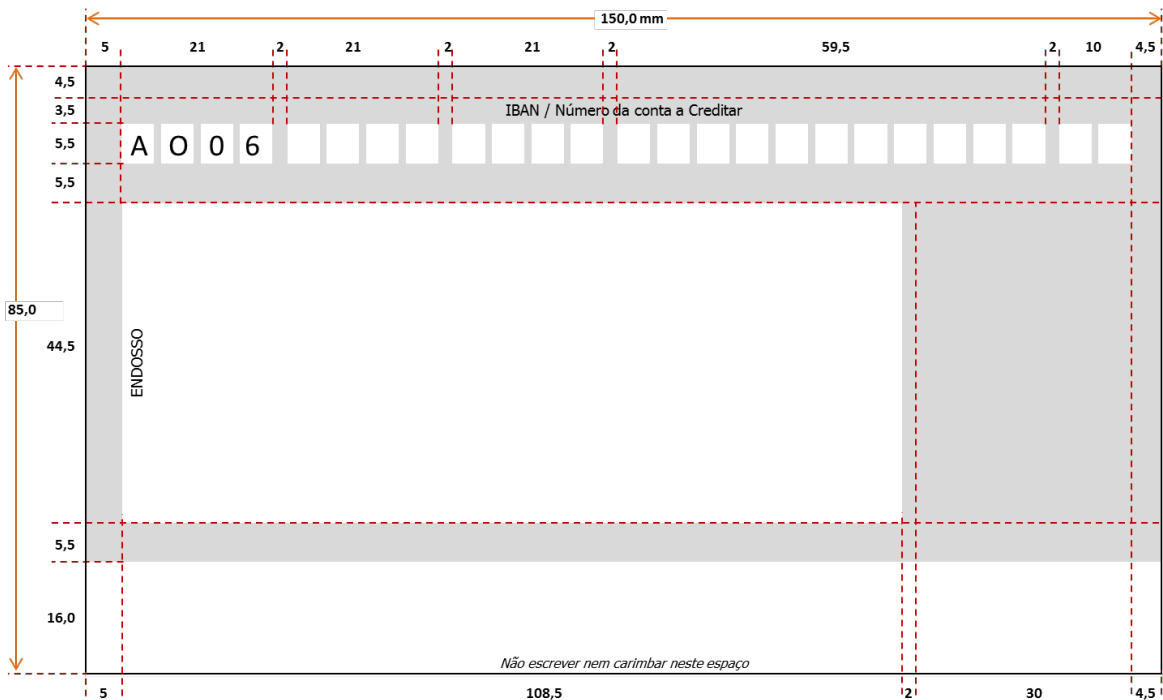 150,0 mm
5 21 2 21 2 21 2 59,5 2 10 4,5
4,5
3,5 IBAN / Número da conta a Creditar
5,5 A O 0 6
5,5
85,0
44,5 ENDOSSO
5,5
16,0
Não escrever nem carimbar neste espaço
5 108,5 2 30 4,5